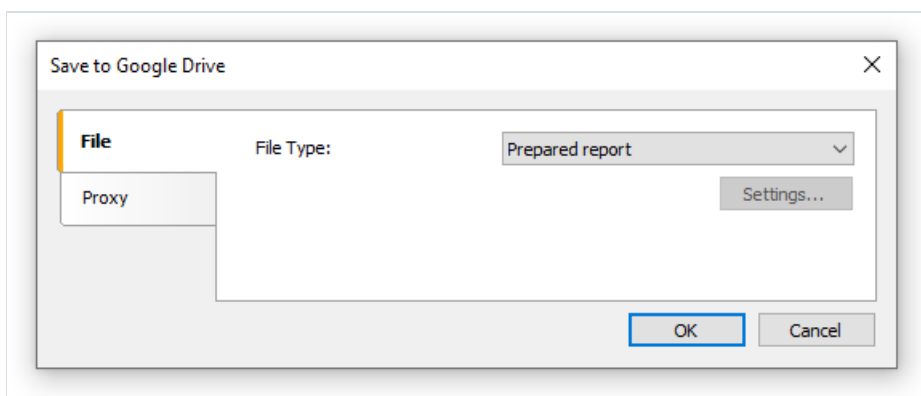 Save to Google Drive
File
File Type:
Prepared report
Proxy
Settings...
OK
Cancel